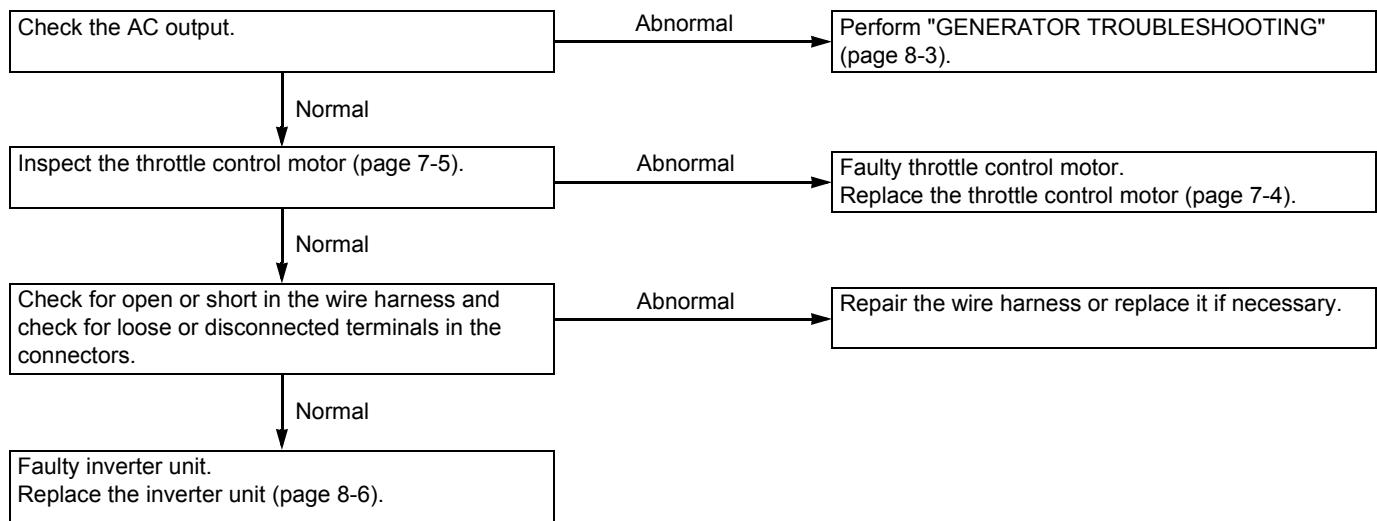 Check the AC output.
Abnormal
Perform "GENERATOR TROUBLESHOOTING"
(page 8-3).
Normal
Inspect the throttle control motor (page 7-5).
Abnormal
Faulty throttle control motor.
Replace the throttle control motor (page 7-4).
Normal
Check for open or short in the wire harness and
check for loose or disconnected terminals in the
connectors.
Abnormal
Repair the wire harness or replace it if necessary.
Normal
Faulty inverter unit.
Replace the inverter unit (page 8-6).